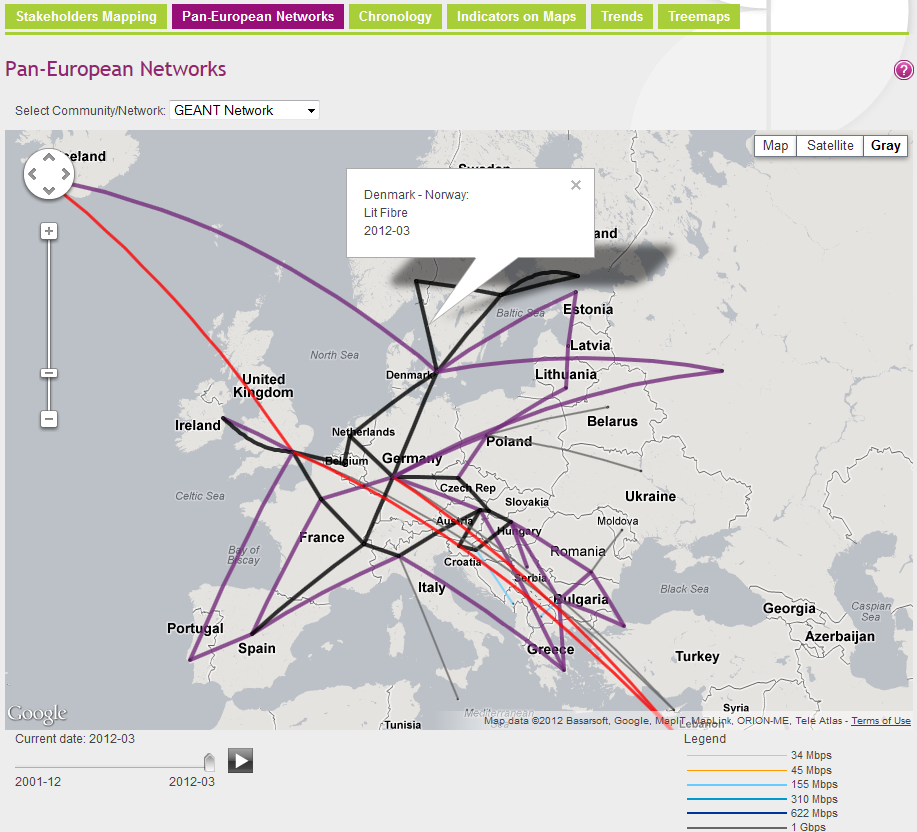 Stakeholders Mapping
Pan-European Networks
Chronology
Indicators on Maps
Trends
Treemaps
Pan-European Networks
?
Select Community/Network: GEANT Network
Map
Satellite
Gray
eland
Sweden
Denmark - Norway:
Lit Fibre
2012-03
and
Baltic Sea
Estonia
North Sea
Latvia
Denmark
Lithuania
United
Kingdom
Belarus
Ireland
Netherlands
Poland
Belgium
Germany
Czech Rep
Ukraine
Celtic Sea
Slovakia
Austria
Moldova
Hungary
France
Bay of
Biscay
Romania
Croatia
Serbia
Italy
Black Sea
Bulgaria
Georgia
Caspian
Sea
Portugal
Azerbaijan
Spain
Greece
Turkey
Syria
Google
Mediterranean
Tunisia
Map data ©2012 Basarsoft, Google, MapIT, MapLink, ORION-ME, Tele Atlas - Terms of Use
Lebanon
Current date: 2012-03
2001-12
2012-03
Legend
34 Mbps
45 Mbps
155 Mbps
310 Mbps
622 Mbps
1 Gbps